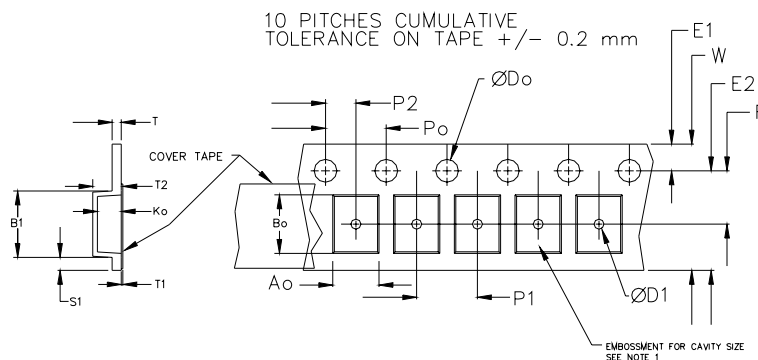 10 PITCHES CUMULATIVE
TOLERANCE ON TAPE +/- 0.2 mm
E1
W
E2
F
ØDo
P2
Po
T
COVER TAPE
T2
Ko
B1
Bo
S1
T1
Ao
P1
ØD1
EMBOSSMENT FOR CAVITY SIZE
SEE NOTE 1